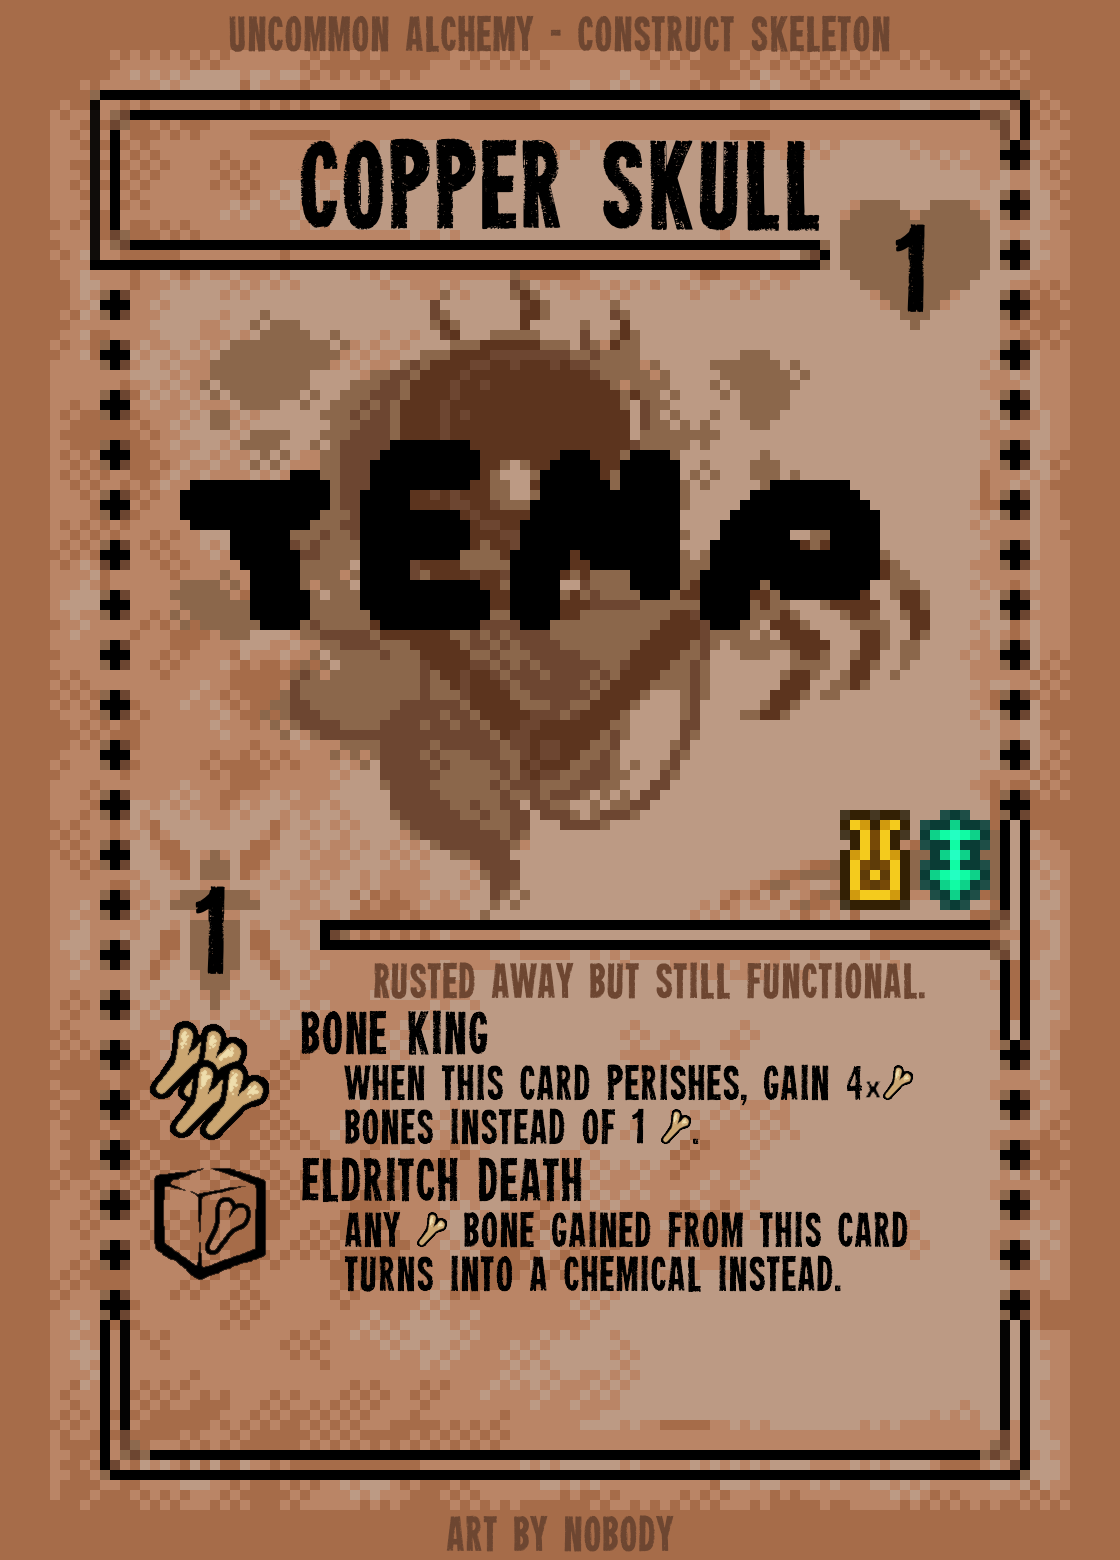 UNCOMMON ALCHEMY - CONSTRUCT SKELETON
COPPER SKULL
1
TEMP
1
RUSTED AWAY BUT STILL FUNCTIONAL.
BONE KING
WHEN THIS CARD PERISHES, GAIN 4x
BONES INSTEAD OF 1 .
ELDRITCH DEATH
ANY BONE GAINED FROM THIS CARD
TURNS INTO A CHEMICAL INSTEAD.
ART BY NOBODY